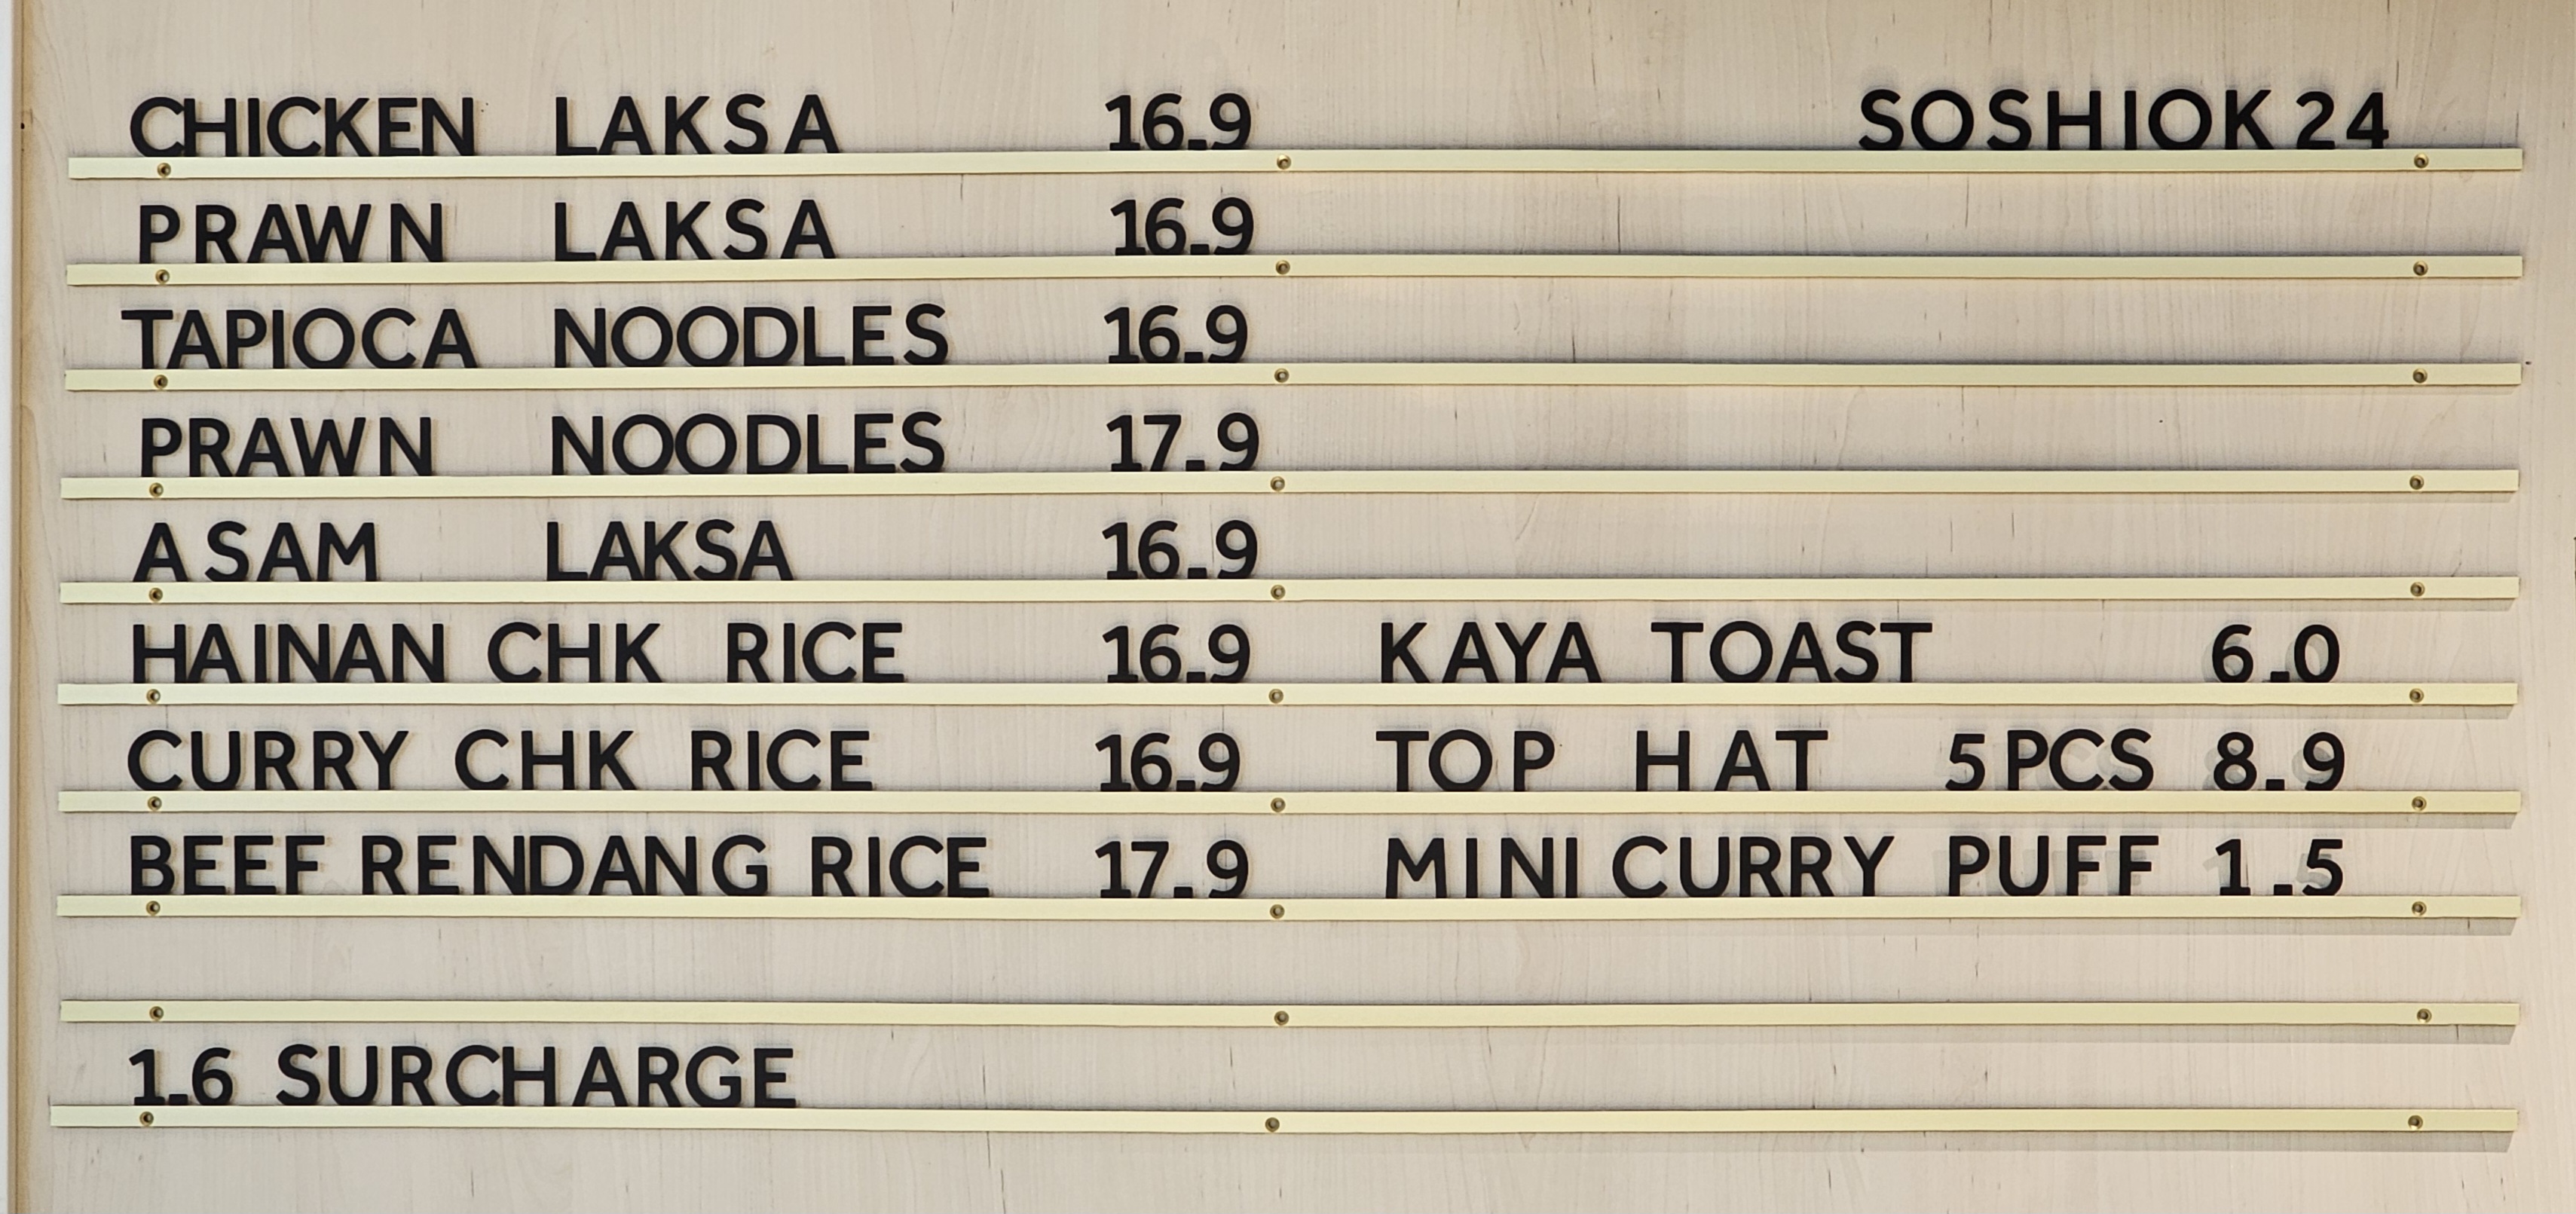 CHICKEN LAKSA 16.9 SOSHIOK 24
PRAWN LAKSA 16.9
TAPIOCA NOODLES 16.9
PRAWN NOODLES 17.9
ASAM LAKSA 16.9
HAINAN CHK RICE 16.9 KAYA TOAST 6.0
CURRY CHK RICE 16.9 TOP HAT 5PCS 8.9
BEEF RENDANG RICE 17.9 MINI CURRY PUFF 1.5
1.6 SURCHARGE